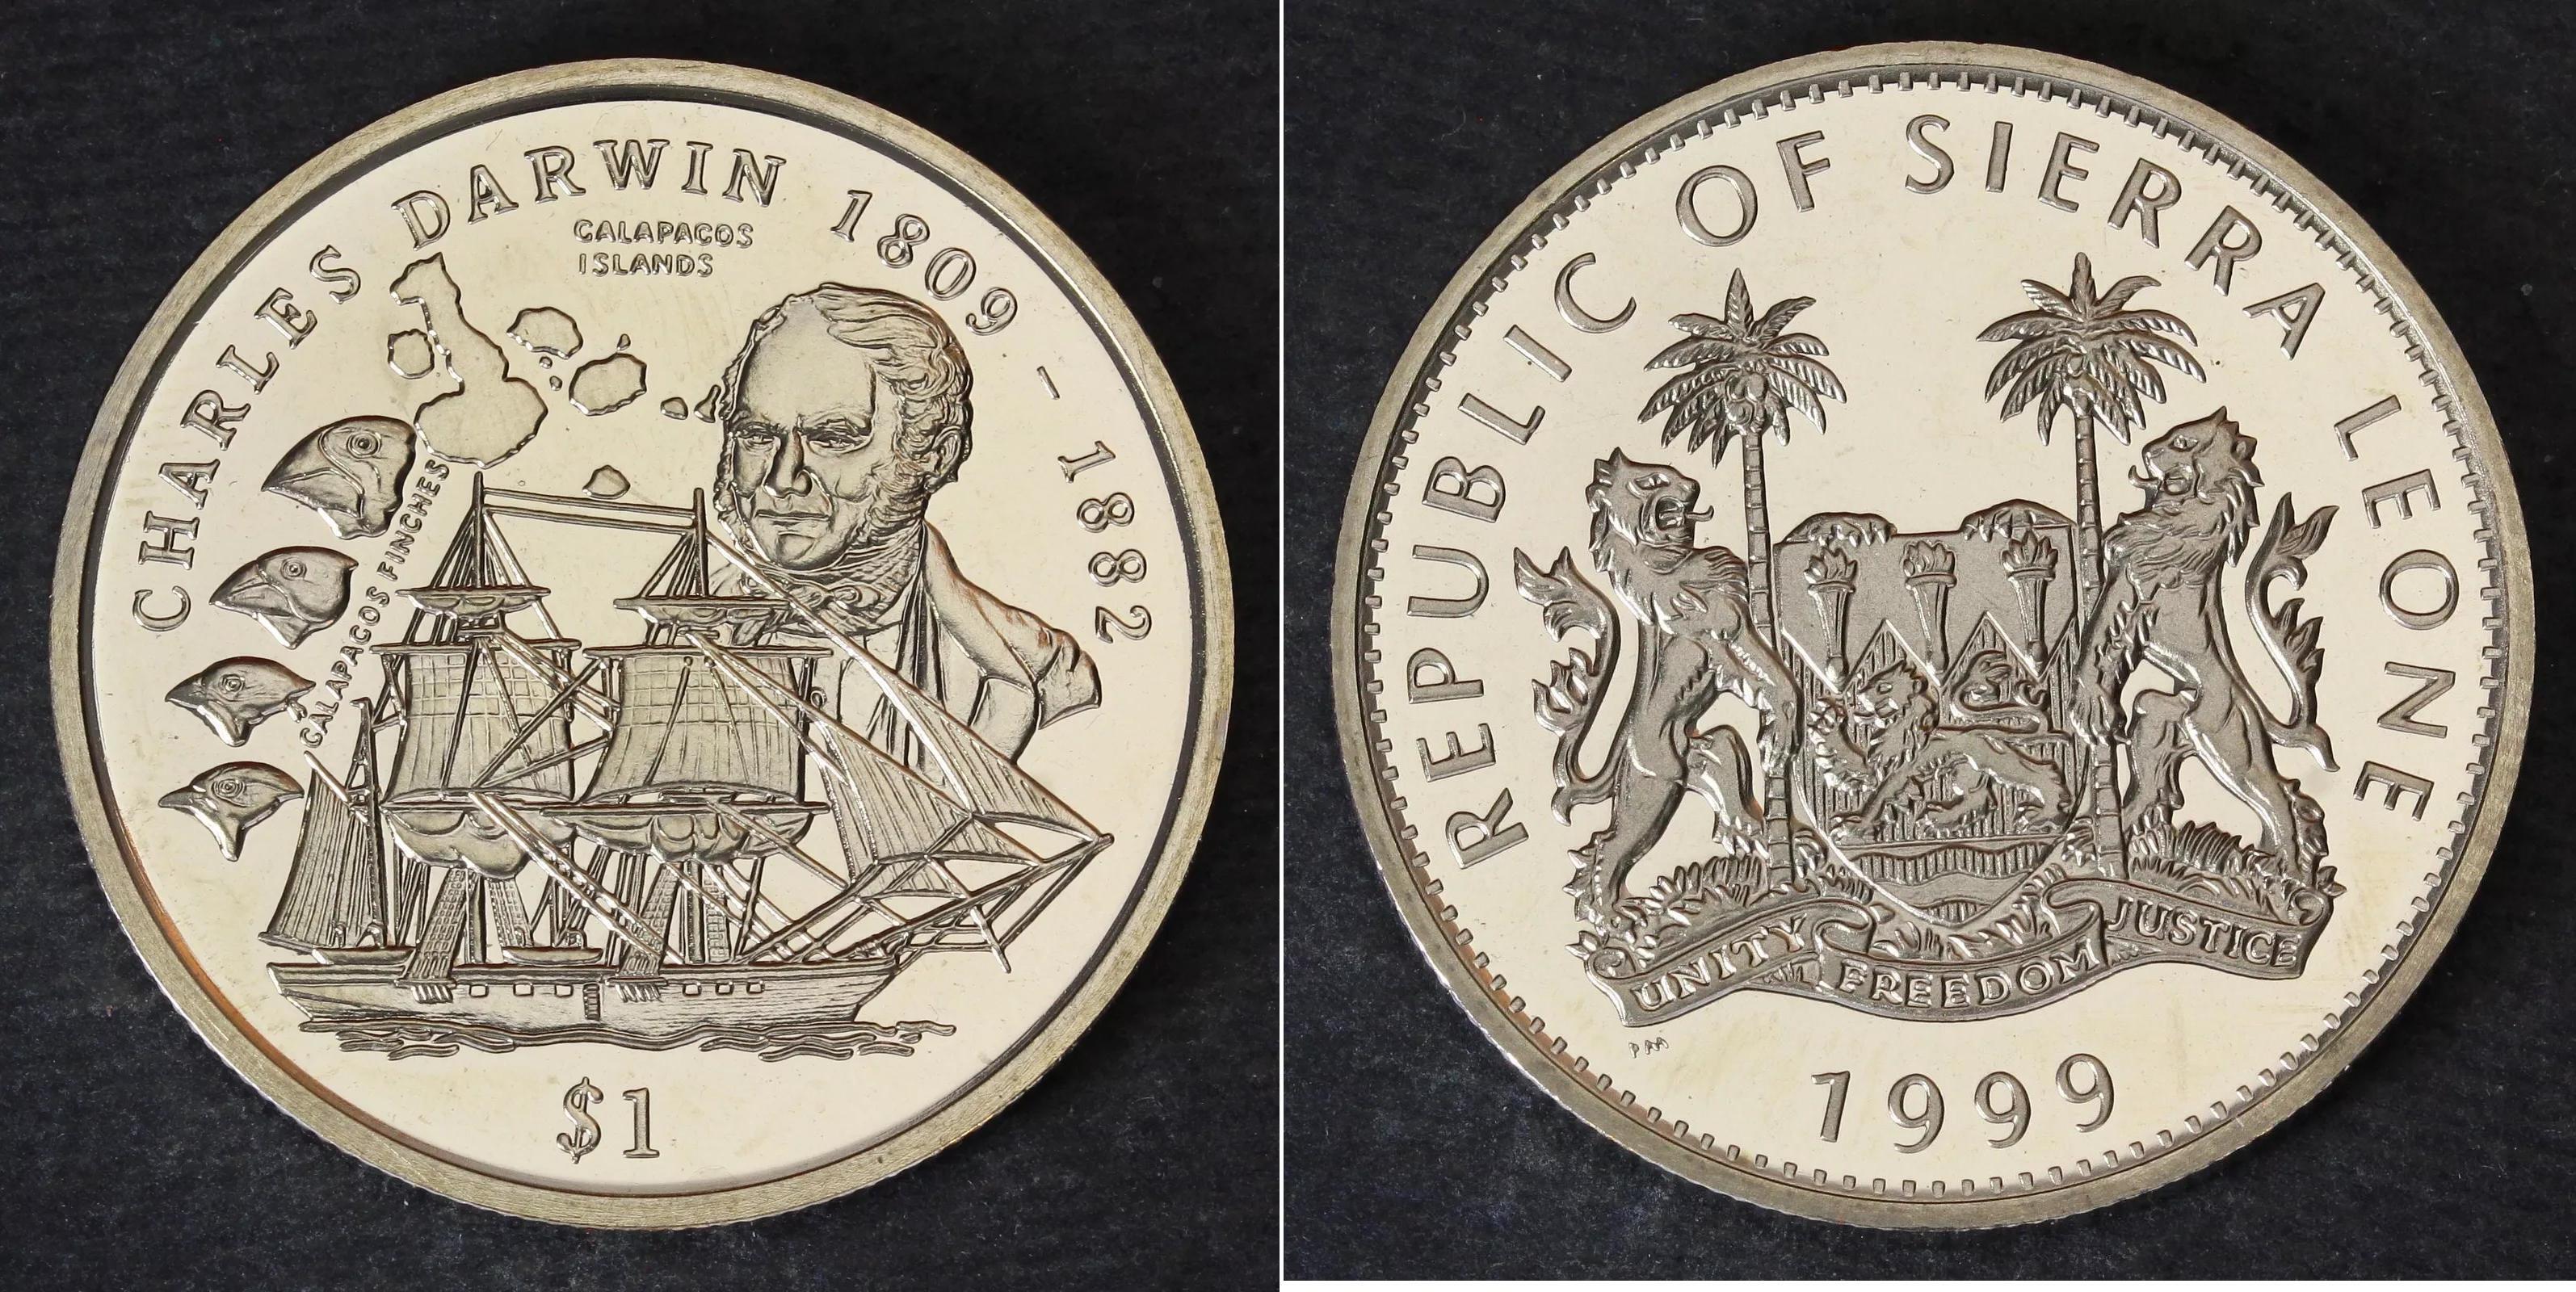 CHARLES DARWIN 1809 - 1882
GALAPAGOS
ISLANDS
GALAPAGOS FINCHES
$1
REPUBLIC OF SIERRA LEONE
UNITY FREEDOM JUSTICE
PM
1999